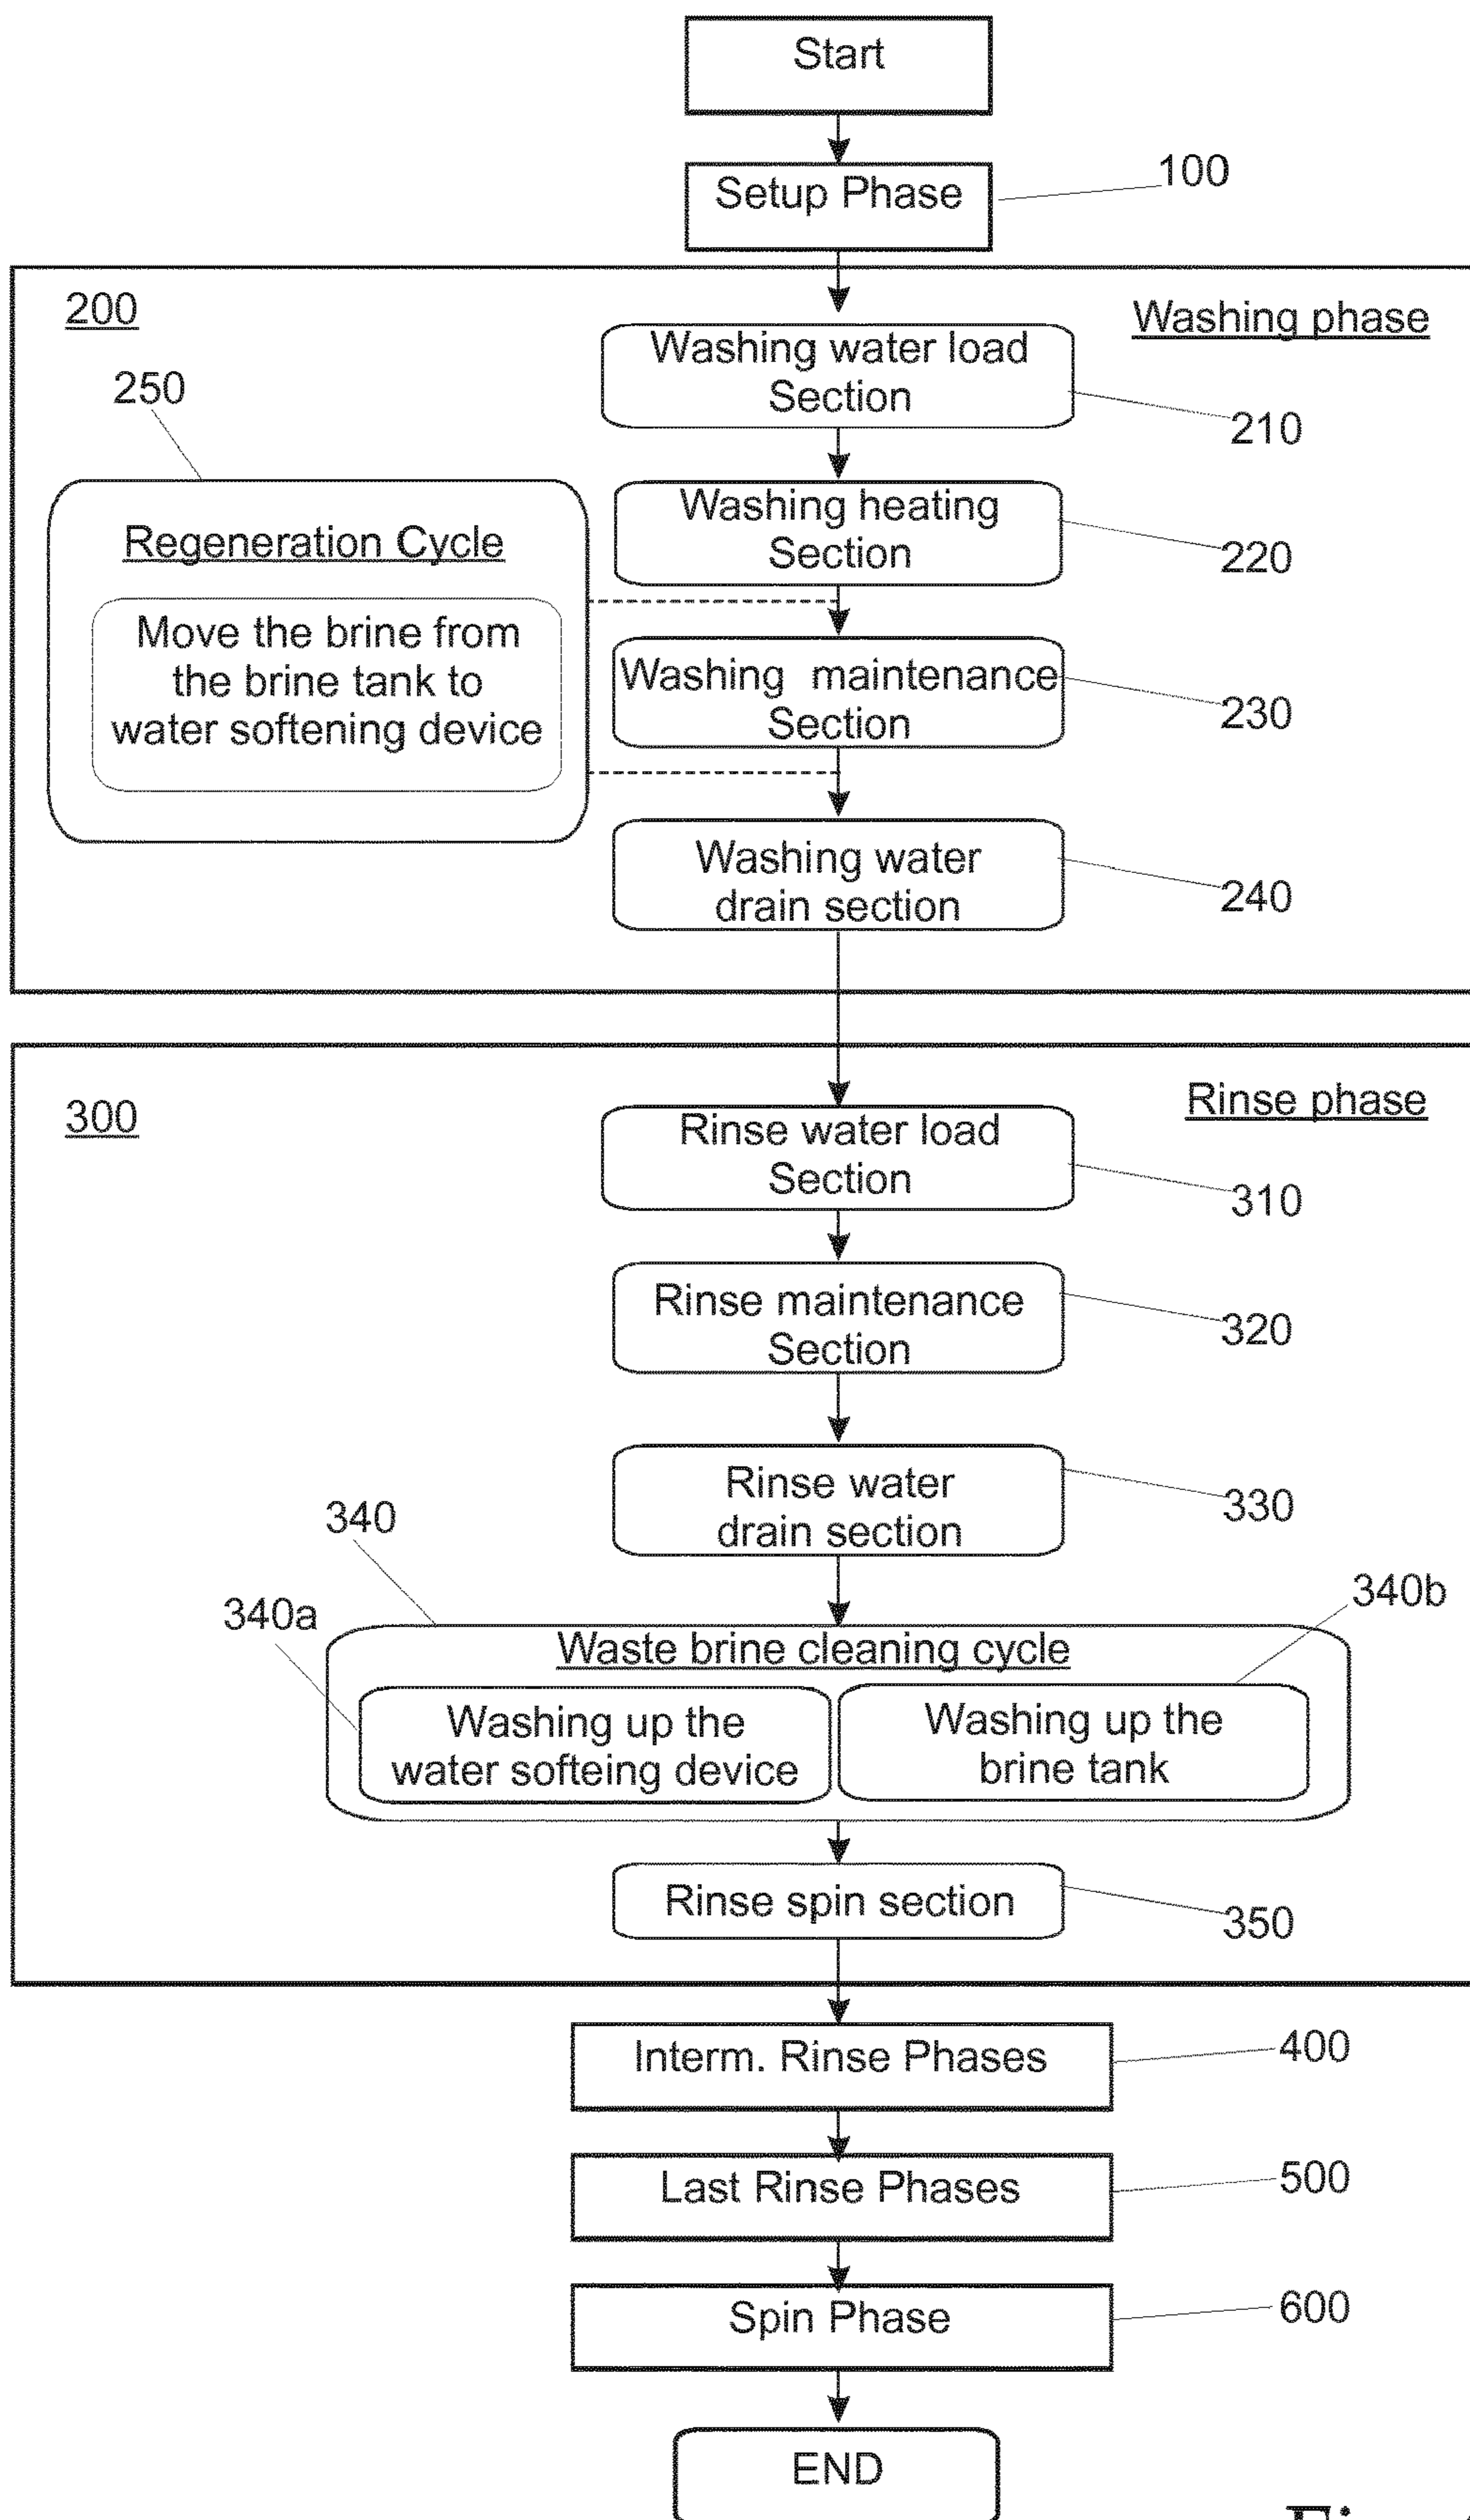 Start
Setup Phase
100
200
Washing phase
Washing water load
Section
210
250
Washing heating
Section
220
Regeneration Cycle
Move the brine from
the brine tank to
water softening device
Washing maintenance
Section
230
Washing water
drain section
240
300
Rinse phase
Rinse water load
Section
310
Rinse maintenance
Section
320
Rinse water
drain section
330
340
340a
340b
Waste brine cleaning cycle
Washing up the
water softeing device
Washing up the
brine tank
Rinse spin section
350
Interm. Rinse Phases
400
Last Rinse Phases
500
Spin Phase
600
END